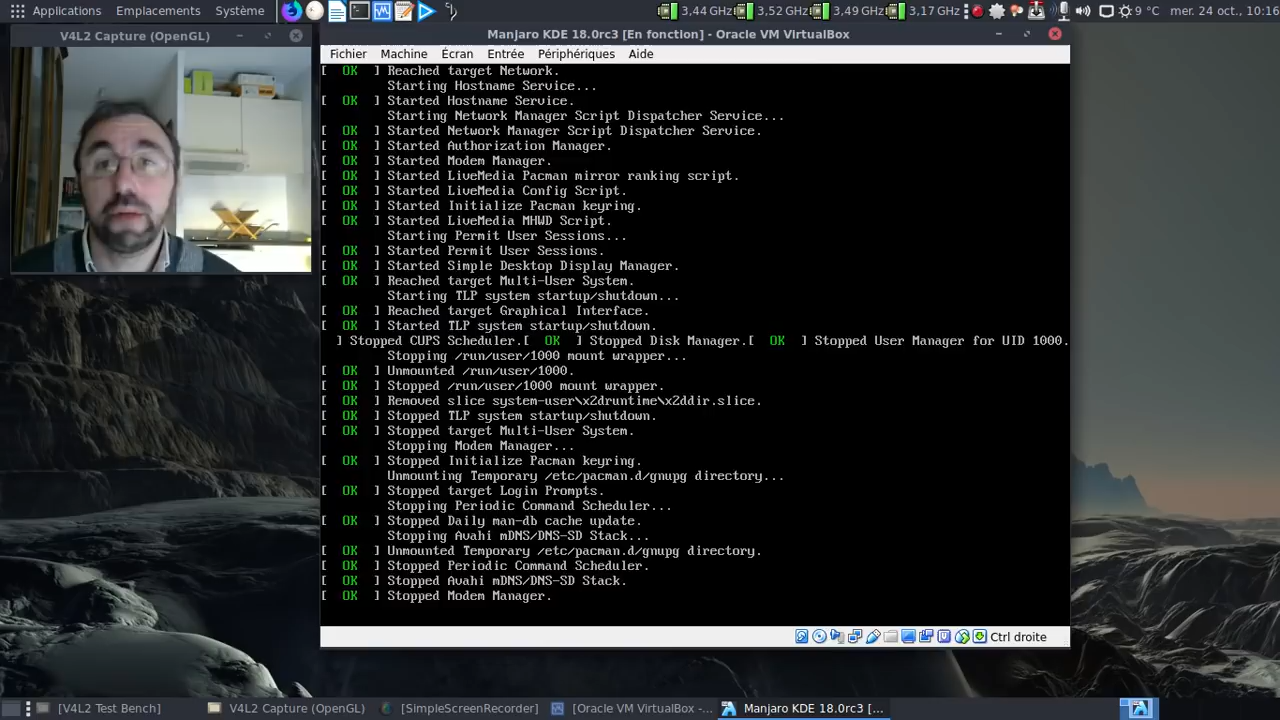 Applications Emplacements Système 3,44 GHz 3,52 GHz 3,49 GHz 3,17 GHz 9 °C mer. 24 oct., 10:16
V4L2 Capture (OpenGL)
Manjaro KDE 18.0rc3 [En fonction] - Oracle VM VirtualBox
Fichier Machine Écran Entrée Périphériques Aide
[ OK ] Reached target Network.
Starting Hostname Service...
[ OK ] Started Hostname Service.
Starting Network Manager Script Dispatcher Service...
[ OK ] Started Network Manager Script Dispatcher Service.
[ OK ] Started Authorization Manager.
[ OK ] Started Modem Manager.
[ OK ] Started LiveMedia Pacman mirror ranking script.
[ OK ] Started LiveMedia Config Script.
[ OK ] Started Initialize Pacman keyring.
[ OK ] Started LiveMedia MHWD Script.
Starting Permit User Sessions...
[ OK ] Started Permit User Sessions.
[ OK ] Started Simple Desktop Display Manager.
[ OK ] Reached target Multi-User System.
Starting TLP system startup/shutdown...
[ OK ] Reached target Graphical Interface.
[ OK ] Started TLP system startup/shutdown.
] Stopped CUPS Scheduler.[ OK ] Stopped Disk Manager.[ OK ] Stopped User Manager for UID 1000.
Stopping /run/user/1000 mount wrapper...
[ OK ] Unmounted /run/user/1000.
[ OK ] Stopped /run/user/1000 mount wrapper.
[ OK ] Removed slice system-user\x2druntime\x2ddir.slice.
[ OK ] Stopped TLP system startup/shutdown.
[ OK ] Stopped target Multi-User System.
Stopping Modem Manager...
[ OK ] Stopped Initialize Pacman keyring.
Unmounting Temporary /etc/pacman.d/gnupg directory...
[ OK ] Stopped target Login Prompts.
Stopping Periodic Command Scheduler...
[ OK ] Stopped Daily man-db cache update.
Stopping Avahi mDNS/DNS-SD Stack...
[ OK ] Unmounted Temporary /etc/pacman.d/gnupg directory.
[ OK ] Stopped Periodic Command Scheduler.
[ OK ] Stopped Avahi mDNS/DNS-SD Stack.
[ OK ] Stopped Modem Manager.
Ctrl droite
[V4L2 Test Bench] V4L2 Capture (OpenGL) [SimpleScreenRecorder] [Oracle VM VirtualBox -... Manjaro KDE 18.0rc3 [...